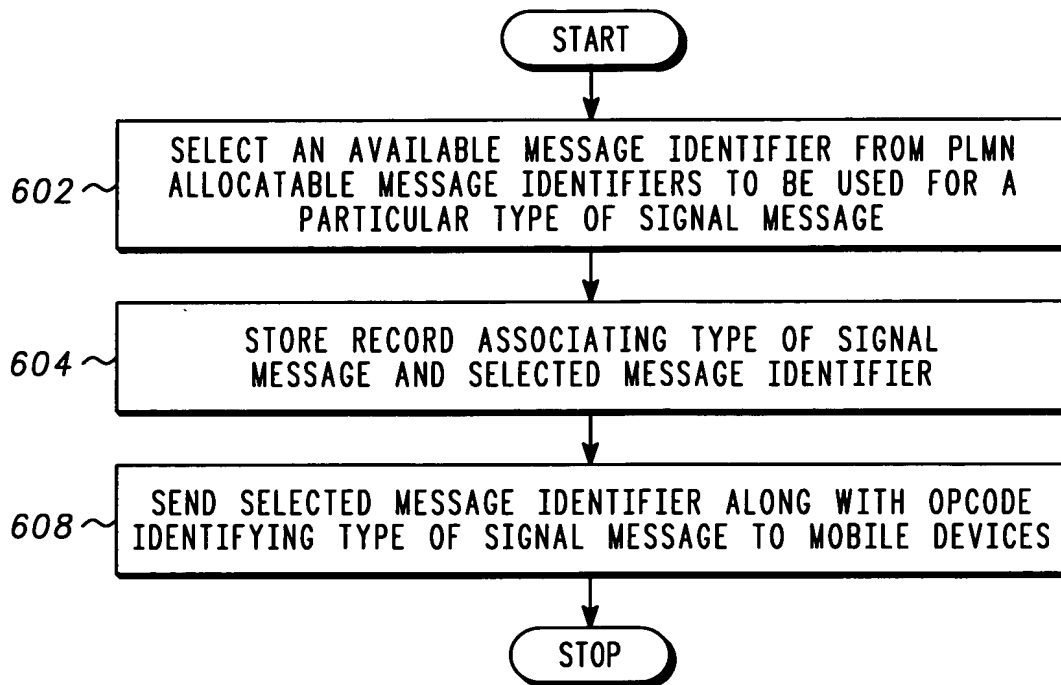 START
602
SELECT AN AVAILABLE MESSAGE IDENTIFIER FROM PLMN
ALLOCATABLE MESSAGE IDENTIFIERS TO BE USED FOR A
PARTICULAR TYPE OF SIGNAL MESSAGE
604
STORE RECORD ASSOCIATING TYPE OF SIGNAL
MESSAGE AND SELECTED MESSAGE IDENTIFIER
608
SEND SELECTED MESSAGE IDENTIFIER ALONG WITH OPCODE
IDENTIFYING TYPE OF SIGNAL MESSAGE TO MOBILE DEVICES
STOP